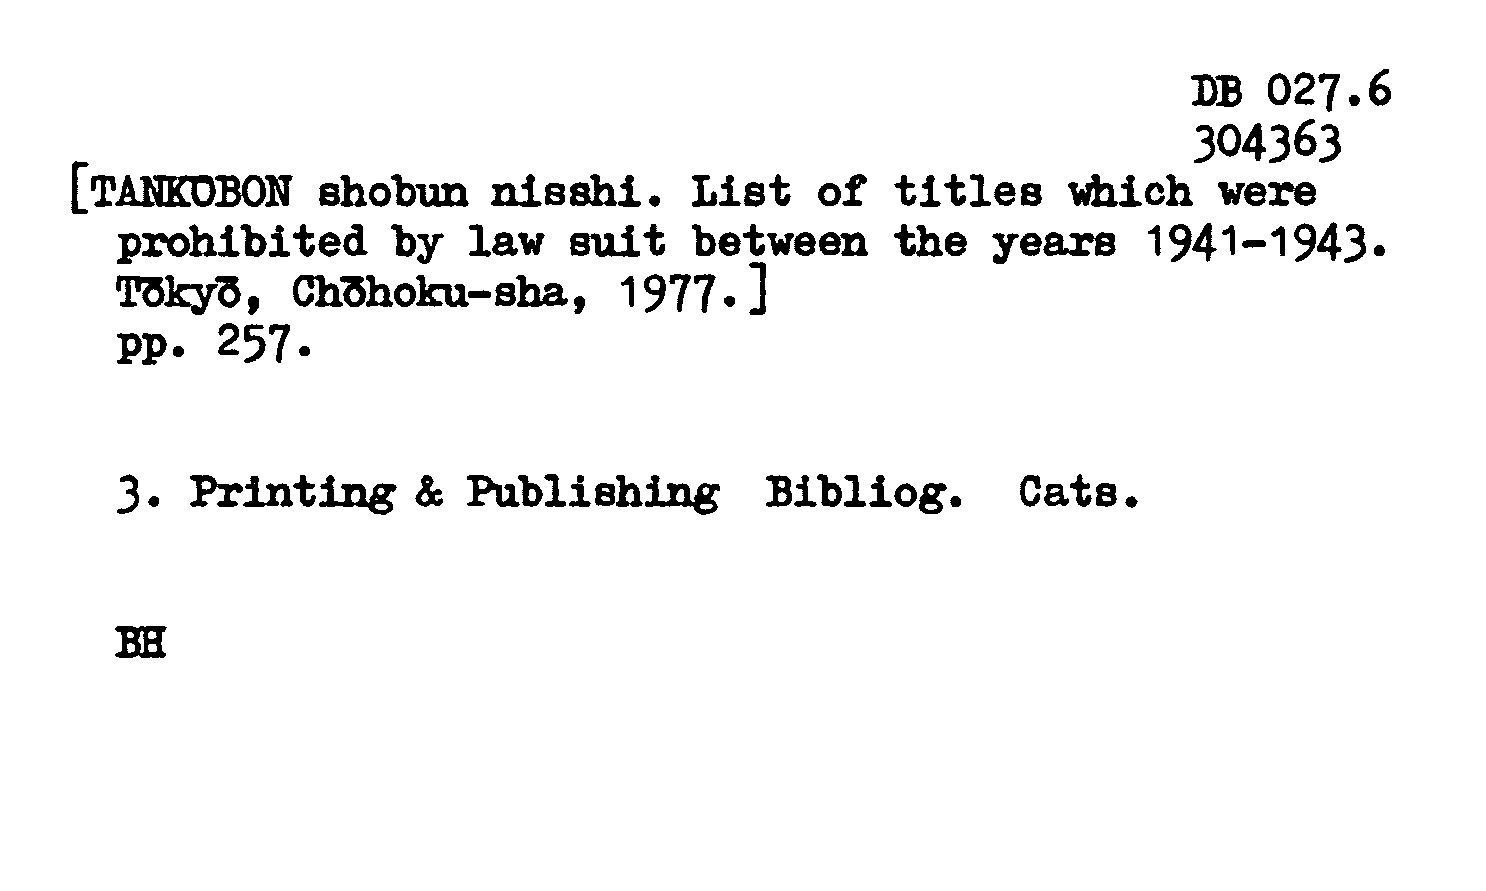 DB 027.6
304363
[TANKŌBON shobun nisshi. List of titles which were
prohibited by law suit between the years 1941-1943.
Tōkyō, Chōhoku-sha, 1977.]
pp. 257.
3. Printing & Publishing Bibliog. Cats.
BH